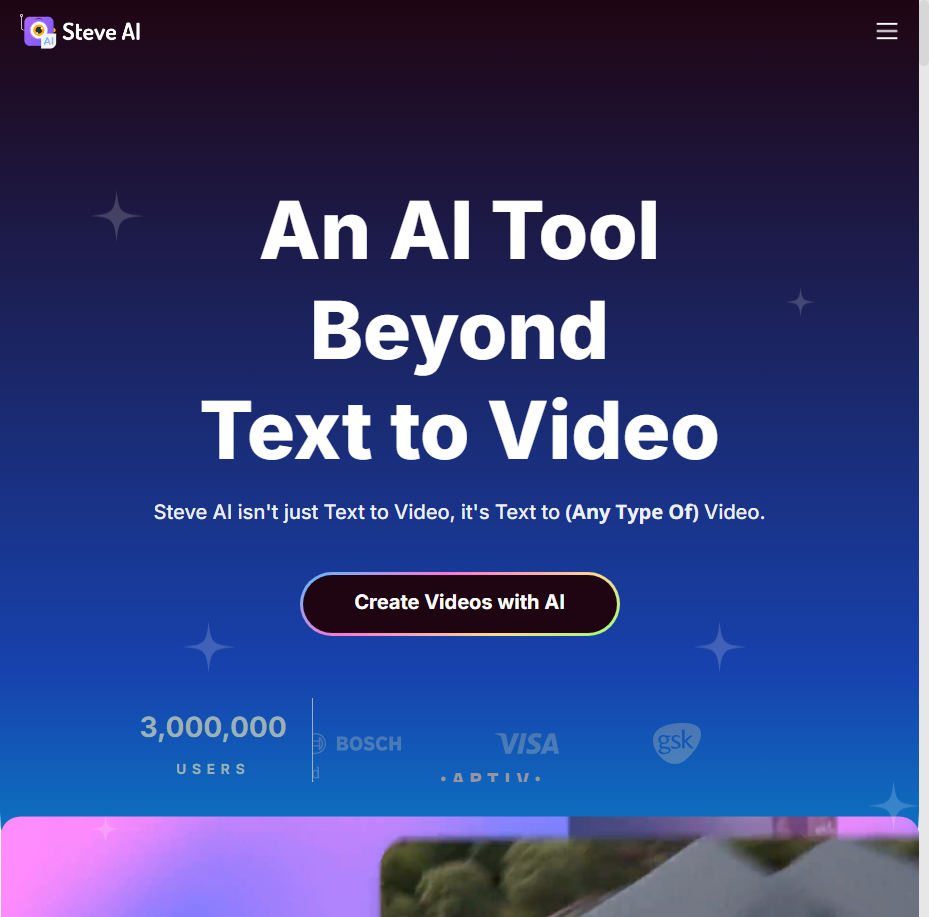 AI
Steve AI
An AI Tool
Beyond
Text to Video
Steve AI isn't just Text to Video, it's Text to (Any Type Of) Video.
Create Videos with AI
3,000,000
USERS
BOSCH
VISA
gsk
• APTIV •